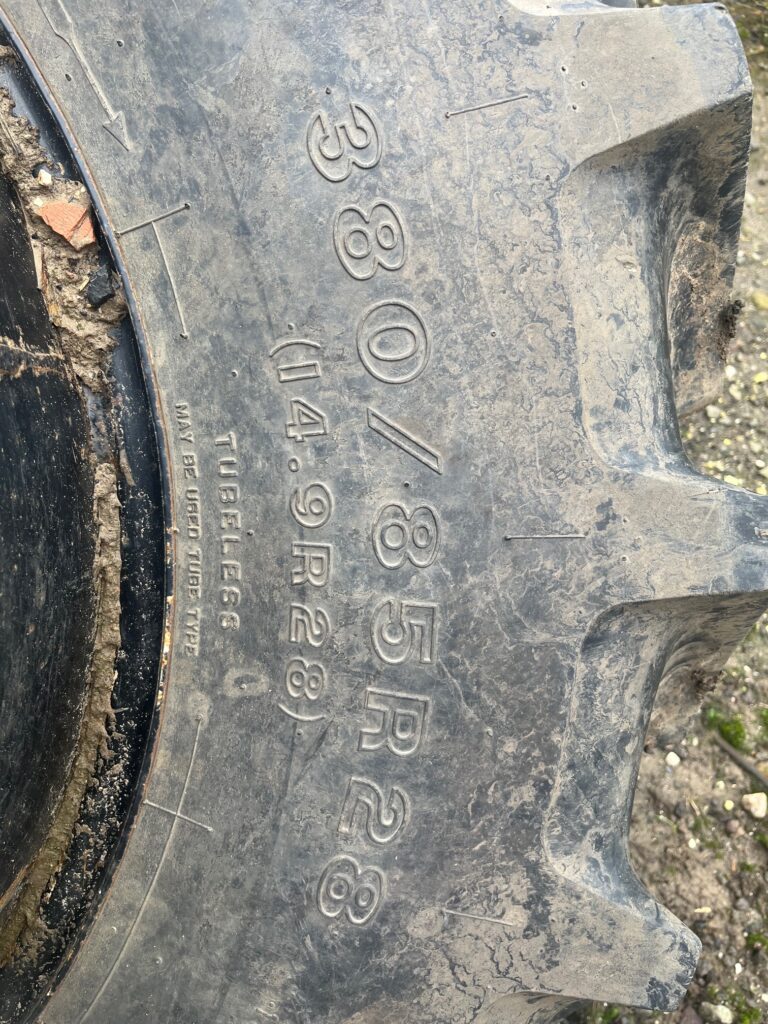 380/85R28
(14.9R28)
TUBELESS
MAY BE USED TUBE TYPE